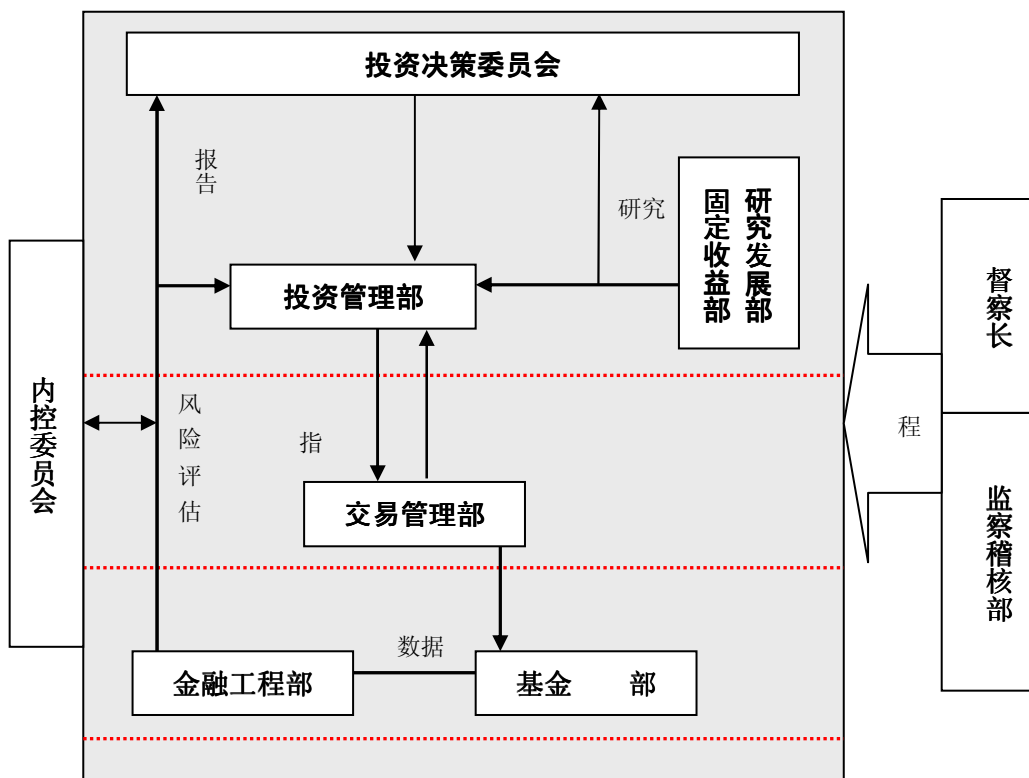 投资决策委员会
报告
研究
固定收益部
研究发展部
投资管理部
督察长
内控委员会
风险评估
指
程
交易管理部
监察稽核部
数据
金融工程部
基金 部